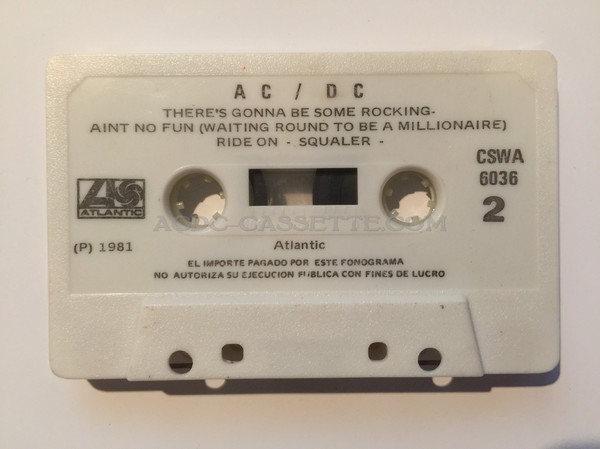 AC/DC
THERE'S GONNA BE SOME ROCKING-
AINT NO FUN (WAITING ROUND TO BE A MILLIONAIRE)
RIDE ON - SQUALER -
CSWA
6036
2
ATLANTIC
(P) 1981
ACDC-CASSETTE.COM
Atlantic
EL IMPORTE PAGADO POR ESTE FONOGRAMA
NO AUTORIZA SU EJECUCION PUBLICA CON FINES DE LUCRO